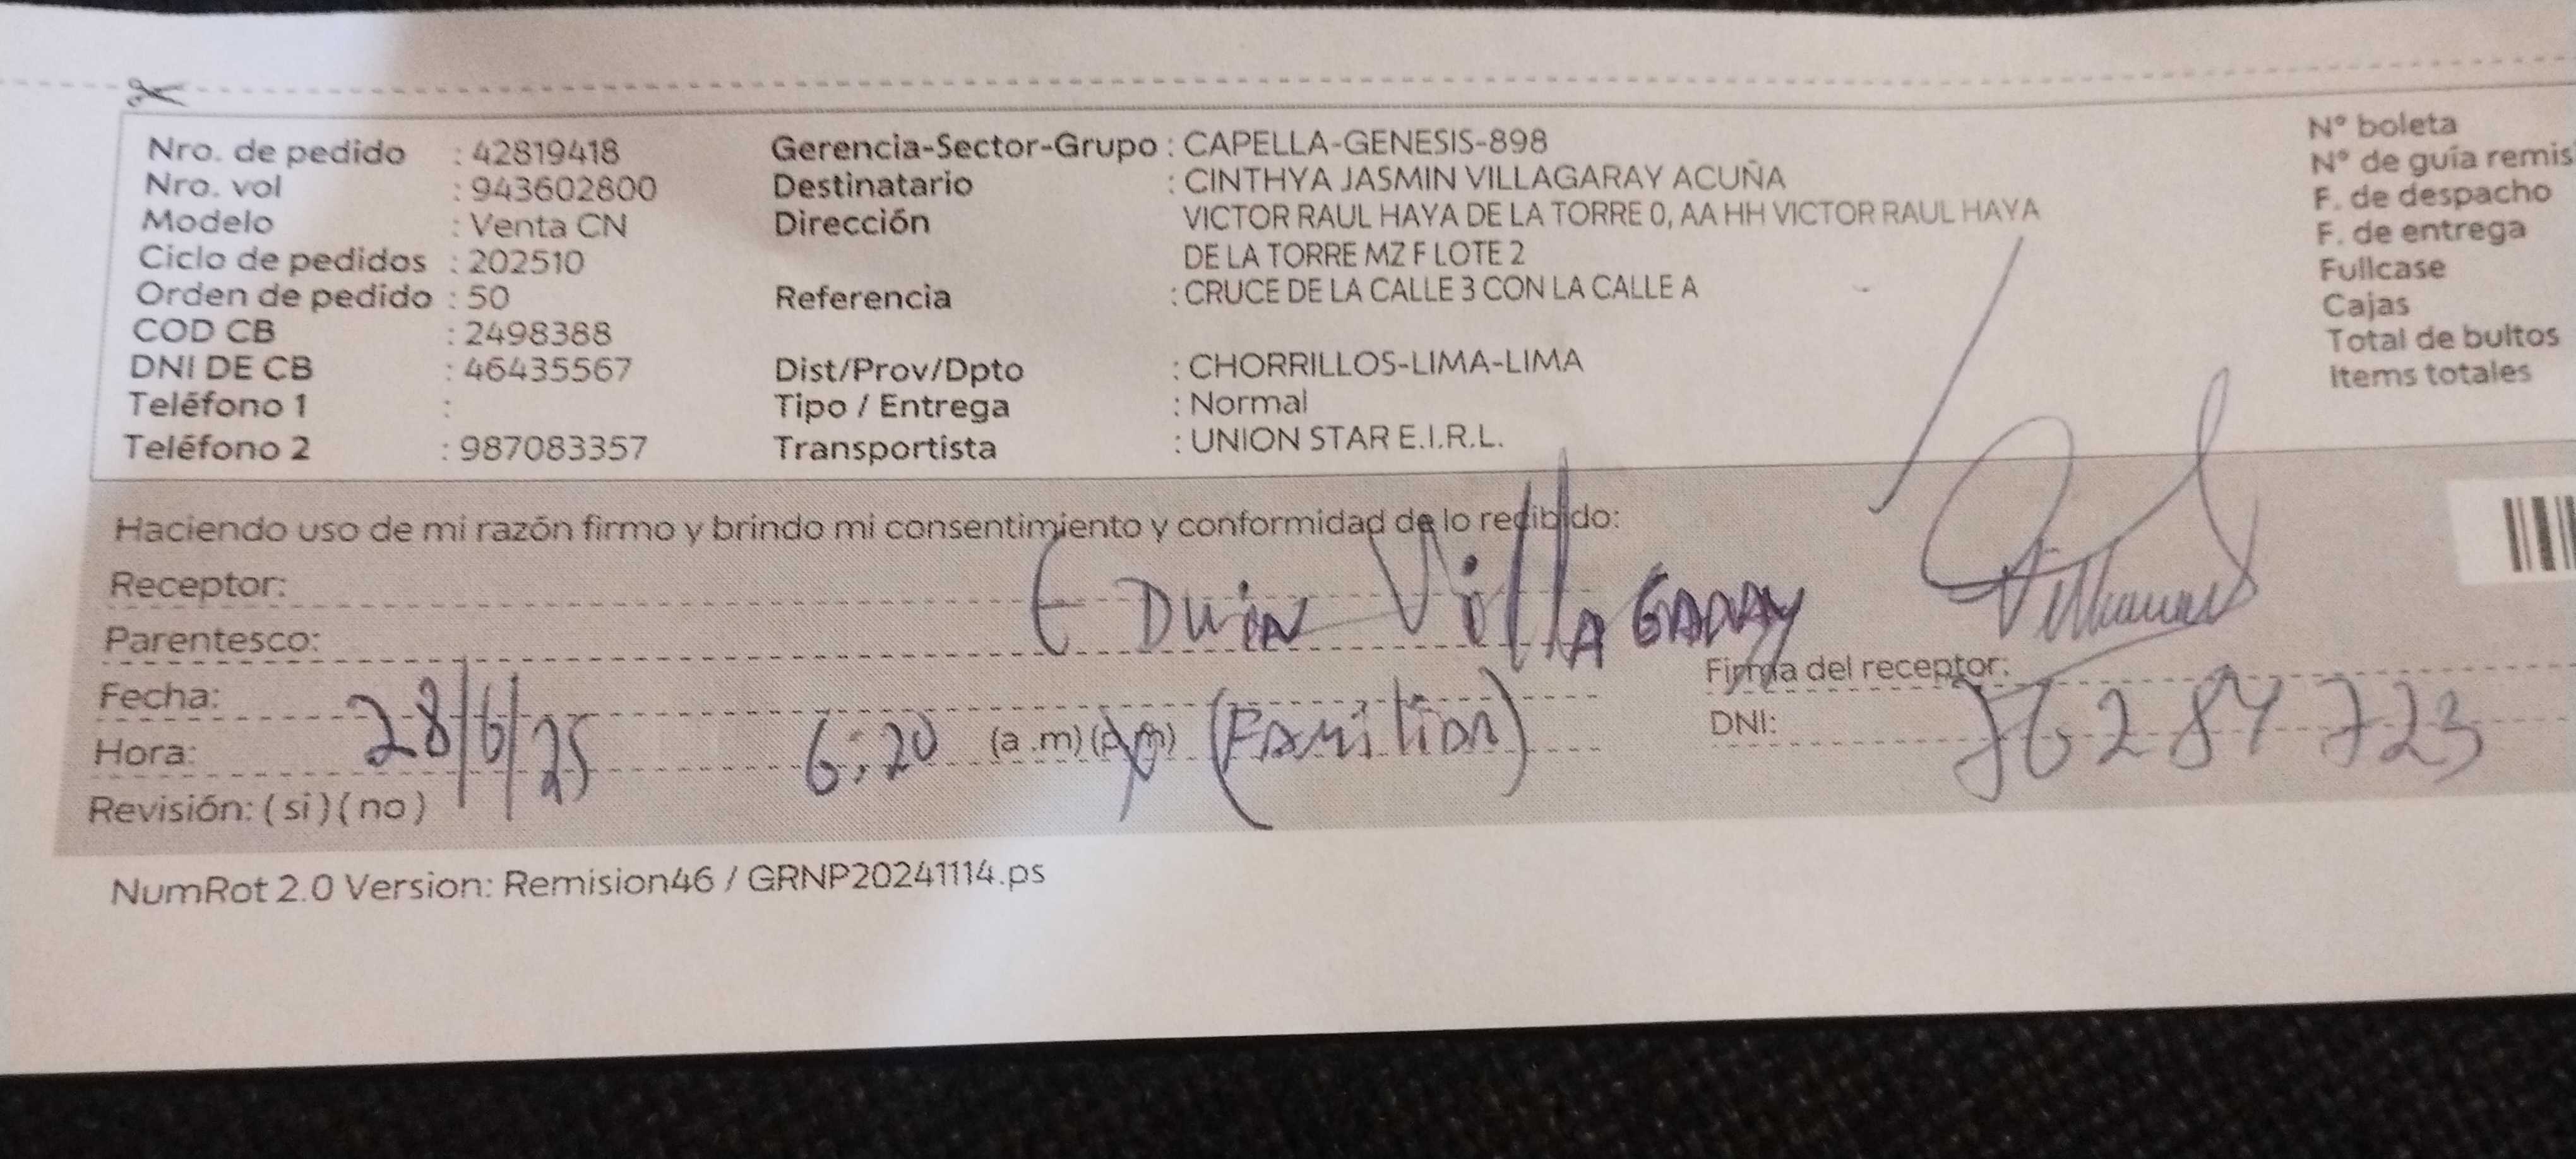 Nro. de pedido : 42819418
Nro. vol : 943602800
Modelo : Venta CN
Ciclo de pedidos : 202510
Orden de pedido : 50
COD CB : 2498388
DNI DE CB : 46435567
Teléfono 1 :
Teléfono 2 : 987083357
Gerencia-Sector-Grupo : CAPELLA-GENESIS-898
Destinatario : CINTHYA JASMIN VILLAGARAY ACUÑA
Dirección VICTOR RAUL HAYA DE LA TORRE 0, AA HH VICTOR RAUL HAYA
DE LA TORRE MZ F LOTE 2
Referencia : CRUCE DE LA CALLE 3 CON LA CALLE A
Dist/Prov/Dpto : CHORRILLOS-LIMA-LIMA
Tipo / Entrega : Normal
Transportista : UNION STAR E.I.R.L.
N° boleta
N° de guía remis
F. de despacho
F. de entrega
Fullcase
Cajas
Total de bultos
Items totales
Haciendo uso de mi razón firmo y brindo mi consentimiento y conformidad de lo recibido:
Receptor: EDwin VillAGARAY
Parentesco:
Firma del receptor:
Fecha: 28/6/25
Hora: 6:20 (a .m) (p.m) (Familiar)
DNI: 76284723
Revisión: ( si ) ( no )
NumRot 2.0 Version: Remision46 / GRNP20241114.ps